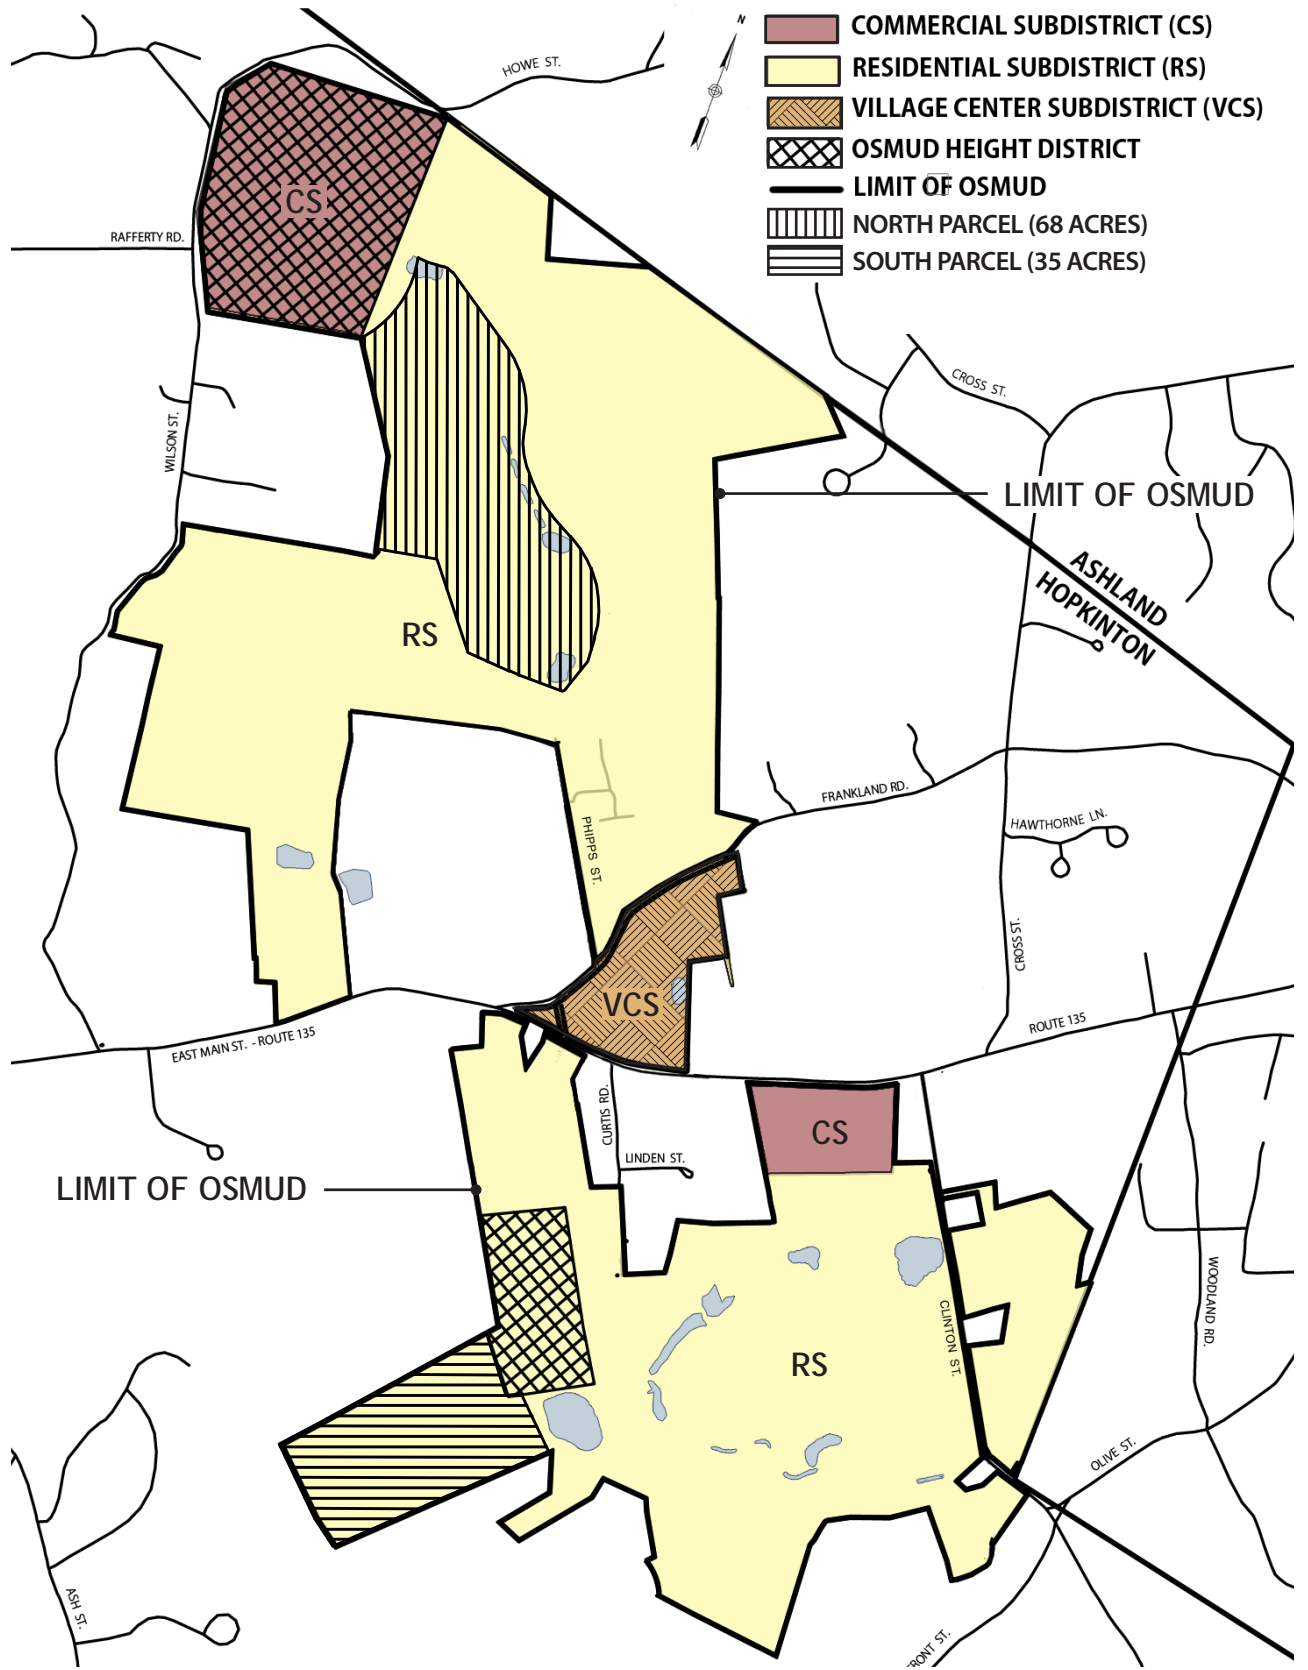 N
COMMERCIAL SUBDISTRICT (CS)
RESIDENTIAL SUBDISTRICT (RS)
VILLAGE CENTER SUBDISTRICT (VCS)
OSMUD HEIGHT DISTRICT
LIMIT OF OSMUD
NORTH PARCEL (68 ACRES)
SOUTH PARCEL (35 ACRES)
HOWE ST.
CS
RAFFERTY RD.
CROSS ST.
WILSON ST.
LIMIT OF OSMUD
ASHLAND
HOPKINTON
RS
FRANKLAND RD.
HAWTHORNE LN.
PHIPPS ST.
CROSS ST.
VCS
ROUTE 135
EAST MAIN ST. - ROUTE 135
CURTIS RD.
CS
LINDEN ST.
LIMIT OF OSMUD
WOODLAND RD.
CLINTON ST.
RS
OLIVE ST.
ASH ST.
FRONT ST.